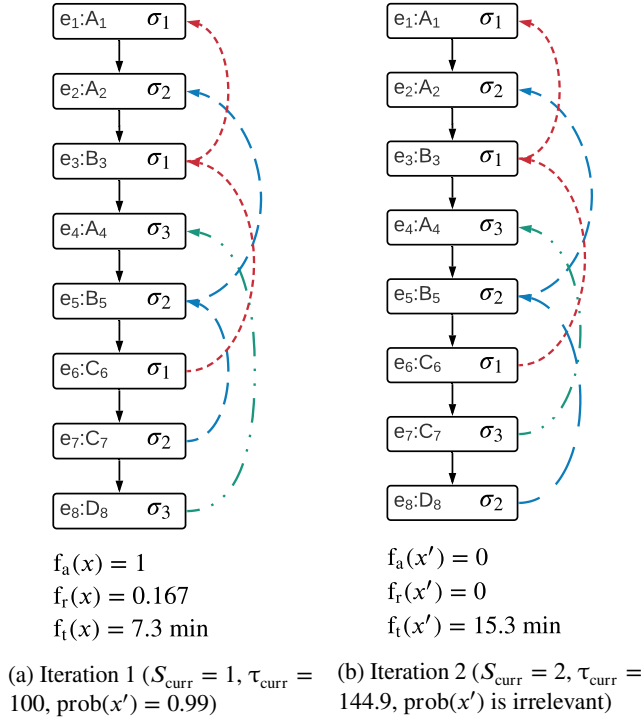 e₁:A₁ σ₁
e₂:A₂ σ₂
e₃:B₃ σ₁
e₄:A₄ σ₃
e₅:B₅ σ₂
e₆:C₆ σ₁
e₇:C₇ σ₂
e₈:D₈ σ₃
fₐ(x) = 1
fᵣ(x) = 0.167
fₜ(x) = 7.3 min
(a) Iteration 1 (S_curr = 1, τ_curr =
100, prob(x′) = 0.99)
e₁:A₁ σ₁
e₂:A₂ σ₂
e₃:B₃ σ₁
e₄:A₄ σ₃
e₅:B₅ σ₂
e₆:C₆ σ₁
e₇:C₇ σ₃
e₈:D₈ σ₂
fₐ(x′) = 0
fᵣ(x′) = 0
fₜ(x′) = 15.3 min
(b) Iteration 2 (S_curr = 2, τ_curr =
144.9, prob(x′) is irrelevant)